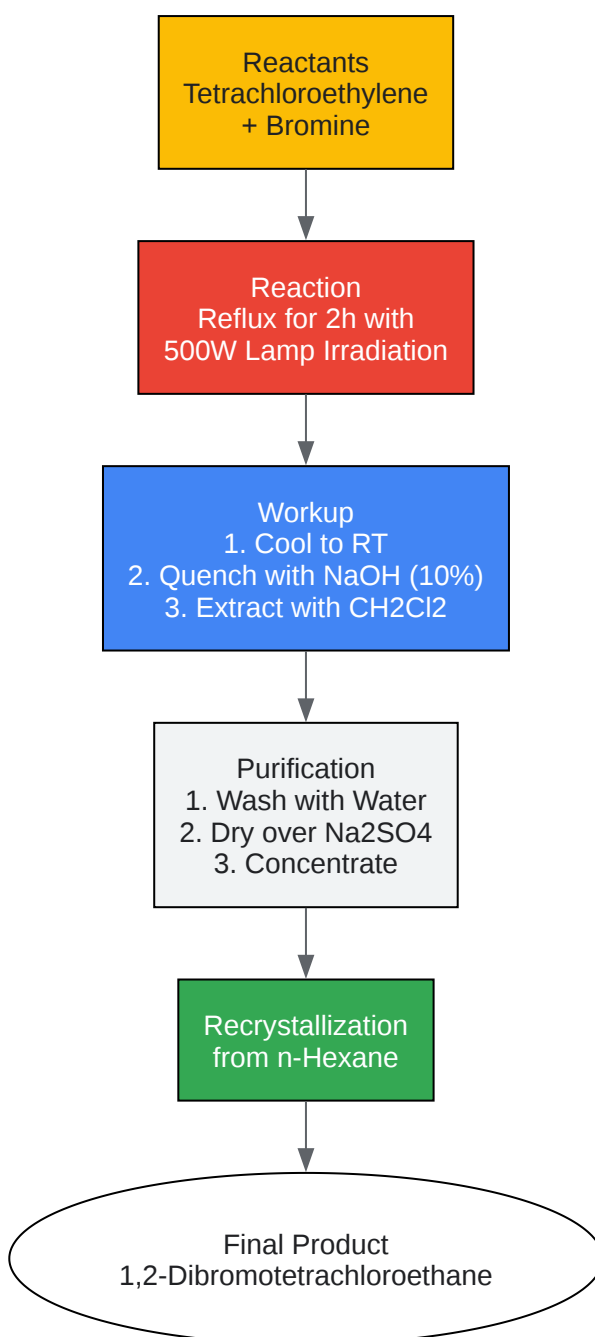 Reactants
Tetrachloroethylene
+ Bromine
Reaction
Reflux for 2h with
500W Lamp Irradiation
Workup
1. Cool to RT
2. Quench with NaOH (10%)
3. Extract with CH2Cl2
Purification
1. Wash with Water
2. Dry over Na2SO4
3. Concentrate
Recrystallization
from n-Hexane
Final Product
1,2-Dibromotetrachloroethane